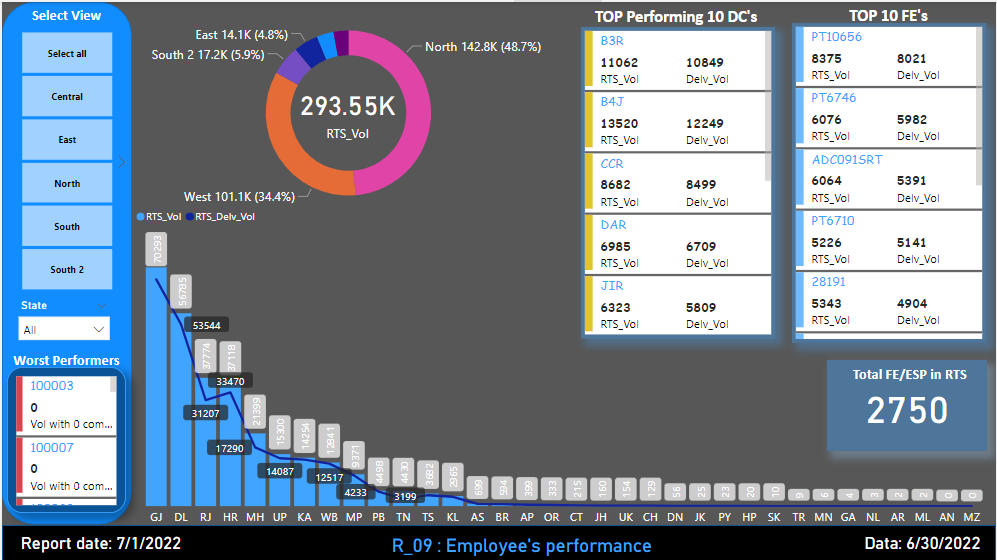 Select View
Select all
Central
East
North
South
South 2
State
All
Worst Performers
100003
0
Vol with 0 com...
100007
0
Vol with 0 com...
East 14.1K (4.8%)
South 2 17.2K (5.9%)
North 142.8K (48.7%)
West 101.1K (34.4%)
293.55K
RTS_Vol
RTS_Vol RTS_Delv_Vol
70293
56785
37774
37118
21399
15300
14254
12841
9371
4498
4430
3682
2965
699
594
399
333
215
160
154
129
56
25
23
20
10
9
6
4
3
2
0
0
53544
31207
33470
17290
14087
12517
4233
3199
GJ DL RJ HR MH UP KA WB MP PB TN TS KL AS BR AP OR CT JH UK CH DN JK PY HP SK TR MN GA NL AR ML AN MZ
TOP Performing 10 DC's
B3R
11062 10849
RTS_Vol Delv_Vol
B4J
13520 12249
RTS_Vol Delv_Vol
CCR
8682 8499
RTS_Vol Delv_Vol
DAR
6985 6709
RTS_Vol Delv_Vol
JIR
6323 5809
RTS_Vol Delv_Vol
TOP 10 FE's
PT10656
8375 8021
RTS_Vol Delv_Vol
PT6746
6076 5982
RTS_Vol Delv_Vol
ADC091SRT
6064 5391
RTS_Vol Delv_Vol
PT6710
5226 5141
RTS_Vol Delv_Vol
28191
5343 4904
RTS_Vol Delv_Vol
Total FE/ESP in RTS
2750
Report date: 7/1/2022
R_09 : Employee's performance
Data: 6/30/2022